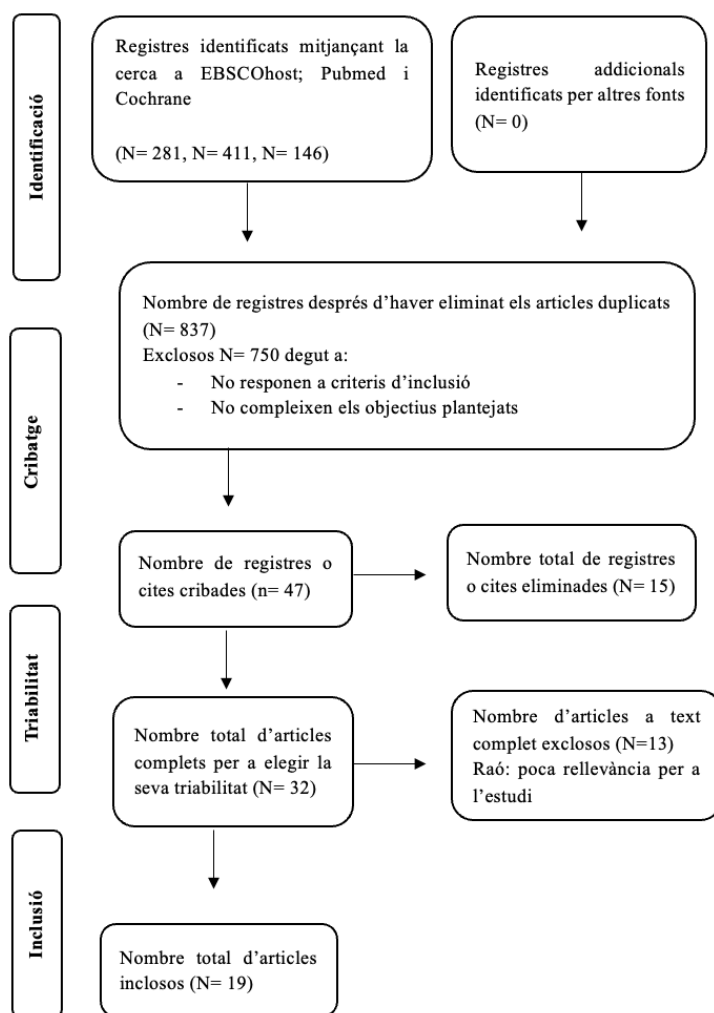 Identificació
Registres identificats mitjançant la
cerca a EBSCOhost; Pubmed i
Cochrane
(N= 281, N= 411, N= 146)
Registres addicionals
identificats per altres fonts
(N= 0)
Cribatge
Nombre de registres després d’haver eliminat els articles duplicats
(N= 837)
Exclosos N= 750 degut a:
- No responen a criteris d’inclusió
- No compleixen els objectius plantejats
Nombre de registres o
cites cribades (n= 47)
Nombre total de registres
o cites eliminades (N= 15)
Triabilitat
Nombre total d’articles
complets per a elegir la
seva triabilitat (N= 32)
Nombre d’articles a text
complet exclosos (N=13)
Raó: poca rellevància per a
l’estudi
Inclusió
Nombre total d’articles
inclosos (N= 19)